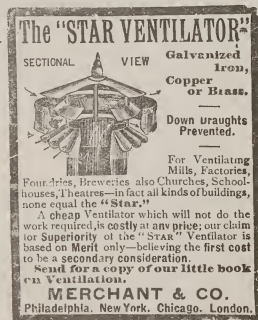 The "STAR VENTILATOR"
SECTIONAL VIEW
Galvanized
Iron,
Copper
or Brass.
Down Draughts
Prevented.
For Ventilating
Mills, Factories,
Foundries, Breweries also Churches, School-
houses, Theatres—in fact all kinds of buildings,
none equal the "Star."
A cheap Ventilator which will not do the
work required, is costly at any price; our claim
for Superiority of the "STAR" Ventilator is
based on Merit only—believing the first cost
to be a secondary consideration.
Send for a copy of our little book
on Ventilation.
MERCHANT & CO.
Philadelphia. New York. Chicago. London.